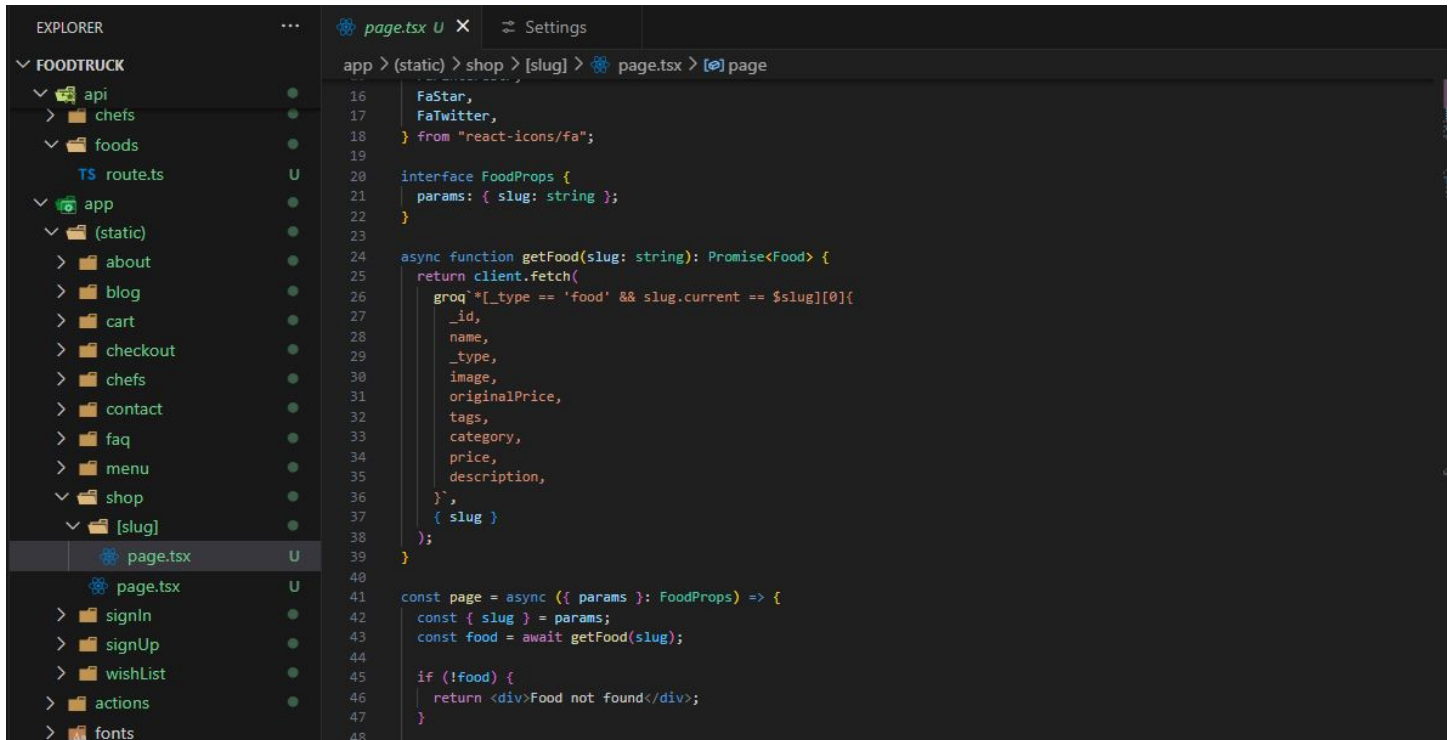 EXPLORER
FOODTRUCK
api
chefs
foods
TS route.ts U
app
(static)
about
blog
cart
checkout
chefs
contact
faq
menu
shop
[slug]
page.tsx U
page.tsx U
signIn
signUp
wishList
actions
fonts
page.tsx U Settings
app > (static) > shop > [slug] > page.tsx > page
16 FaStar,
17 FaTwitter,
18 } from "react-icons/fa";
19
20 interface FoodProps {
21 params: { slug: string };
22 }
23
24 async function getFood(slug: string): Promise<Food> {
25 return client.fetch(
26 groq`*[_type == 'food' && slug.current == $slug][0]{
27 _id,
28 name,
29 _type,
30 image,
31 originalPrice,
32 tags,
33 category,
34 price,
35 description,
36 }`,
37 { slug }
38 );
39 }
40
41 const page = async ({ params }: FoodProps) => {
42 const { slug } = params;
43 const food = await getFood(slug);
44
45 if (!food) {
46 return <div>Food not found</div>;
47 }
48